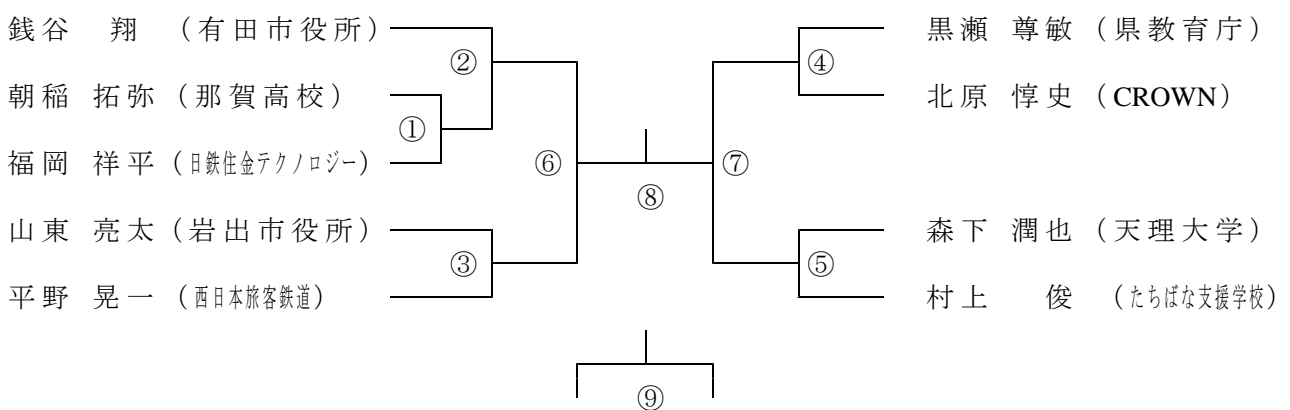 銭谷 翔 (有田市役所)
②
朝稲 拓弥 (那賀高校)
①
福岡 祥平 (日鉄住金テクノロジー)
⑥
山東 亮太 (岩出市役所)
③
平野 晃一 (西日本旅客鉄道)
⑧
⑨
黒瀬 尊敏 (県教育庁)
④
北原 惇史 (CROWN)
⑦
森下 潤也 (天理大学)
⑤
村上 俊 (たちばな支援学校)